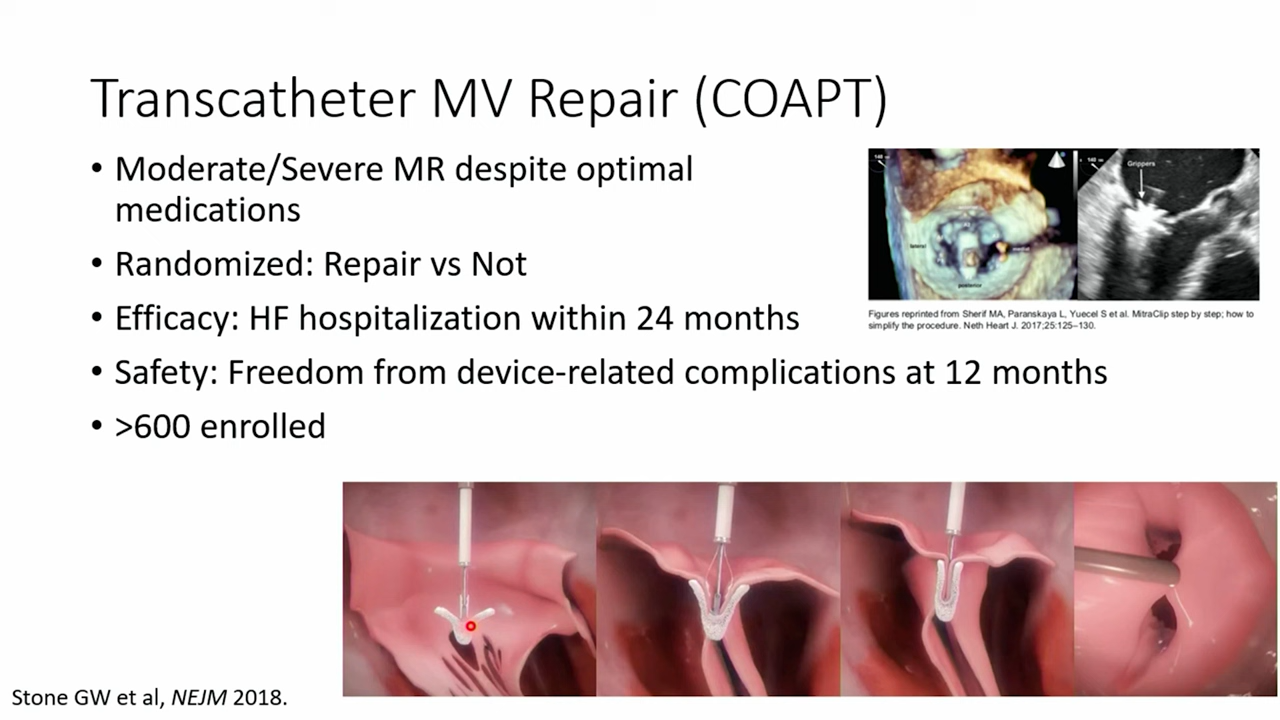 Transcatheter MV Repair (COAPT)
• Moderate/Severe MR despite optimal
medications
• Randomized: Repair vs Not
• Efficacy: HF hospitalization within 24 months
• Safety: Freedom from device-related complications at 12 months
• >600 enrolled
Grippers
lateral
posterior
Figures reprinted from Sherif MA, Paranskaya L, Yuecel S et al. MitraClip step by step; how to
simplify the procedure. Neth Heart J. 2017;25:125–130.
Stone GW et al, NEJM 2018.